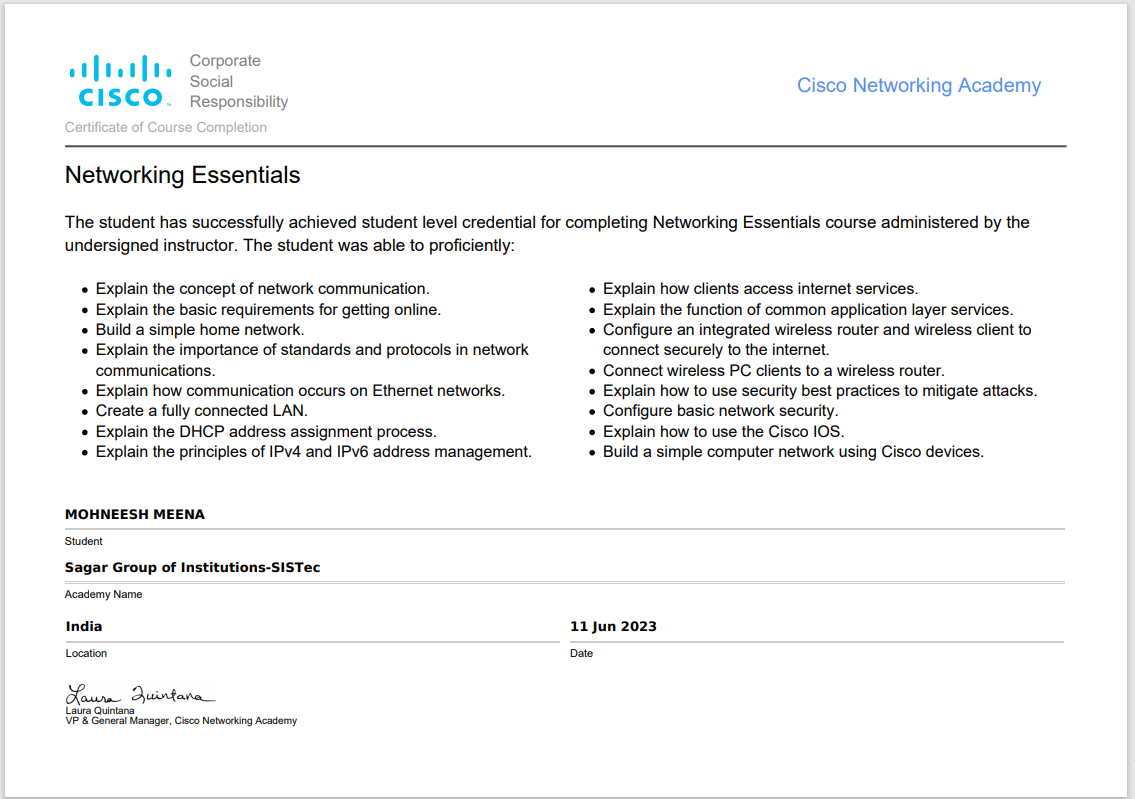 CISCO
Corporate
Social
Responsibility
Cisco Networking Academy
Certificate of Course Completion
Networking Essentials
The student has successfully achieved student level credential for completing Networking Essentials course administered by the
undersigned instructor. The student was able to proficiently:
• Explain the concept of network communication.
• Explain the basic requirements for getting online.
• Build a simple home network.
• Explain the importance of standards and protocols in network
communications.
• Explain how communication occurs on Ethernet networks.
• Create a fully connected LAN.
• Explain the DHCP address assignment process.
• Explain the principles of IPv4 and IPv6 address management.
• Explain how clients access internet services.
• Explain the function of common application layer services.
• Configure an integrated wireless router and wireless client to
connect securely to the internet.
• Connect wireless PC clients to a wireless router.
• Explain how to use security best practices to mitigate attacks.
• Configure basic network security.
• Explain how to use the Cisco IOS.
• Build a simple computer network using Cisco devices.
MOHNEESH MEENA
Student
Sagar Group of Institutions-SISTec
Academy Name
India
Location
11 Jun 2023
Date
Laura Quintana
Laura Quintana
VP & General Manager, Cisco Networking Academy